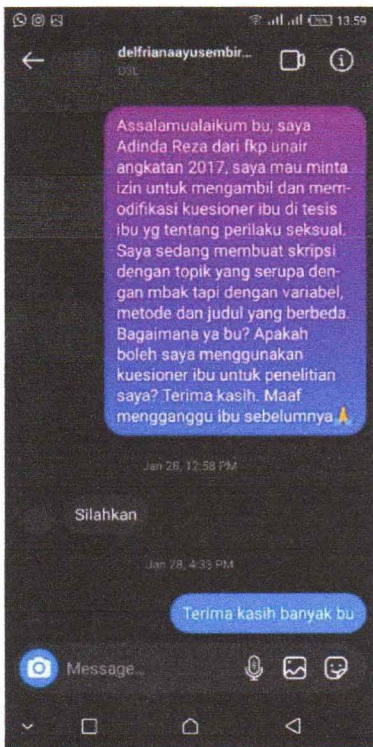 76% 13.59
delfrianaayusembir...
Assalamualaikum bu, saya
Adinda Reza dari fkp unair
angkatan 2017, saya mau minta
izin untuk mengambil dan mem-
odifikasi kuesioner ibu di tesis
ibu yg tentang perilaku seksual.
Saya sedang membuat skripsi
dengan topik yang serupa den-
gan mbak tapi dengan variabel,
metode dan judul yang berbeda.
Bagaimana ya bu? Apakah
boleh saya menggunakan
kuesioner ibu untuk penelitian
saya? Terima kasih. Maaf
mengganggu ibu sebelumnya🙏
Jan 28, 12:58 PM
Silahkan
Jan 28, 4:33 PM
Terima kasih banyak bu
Message...